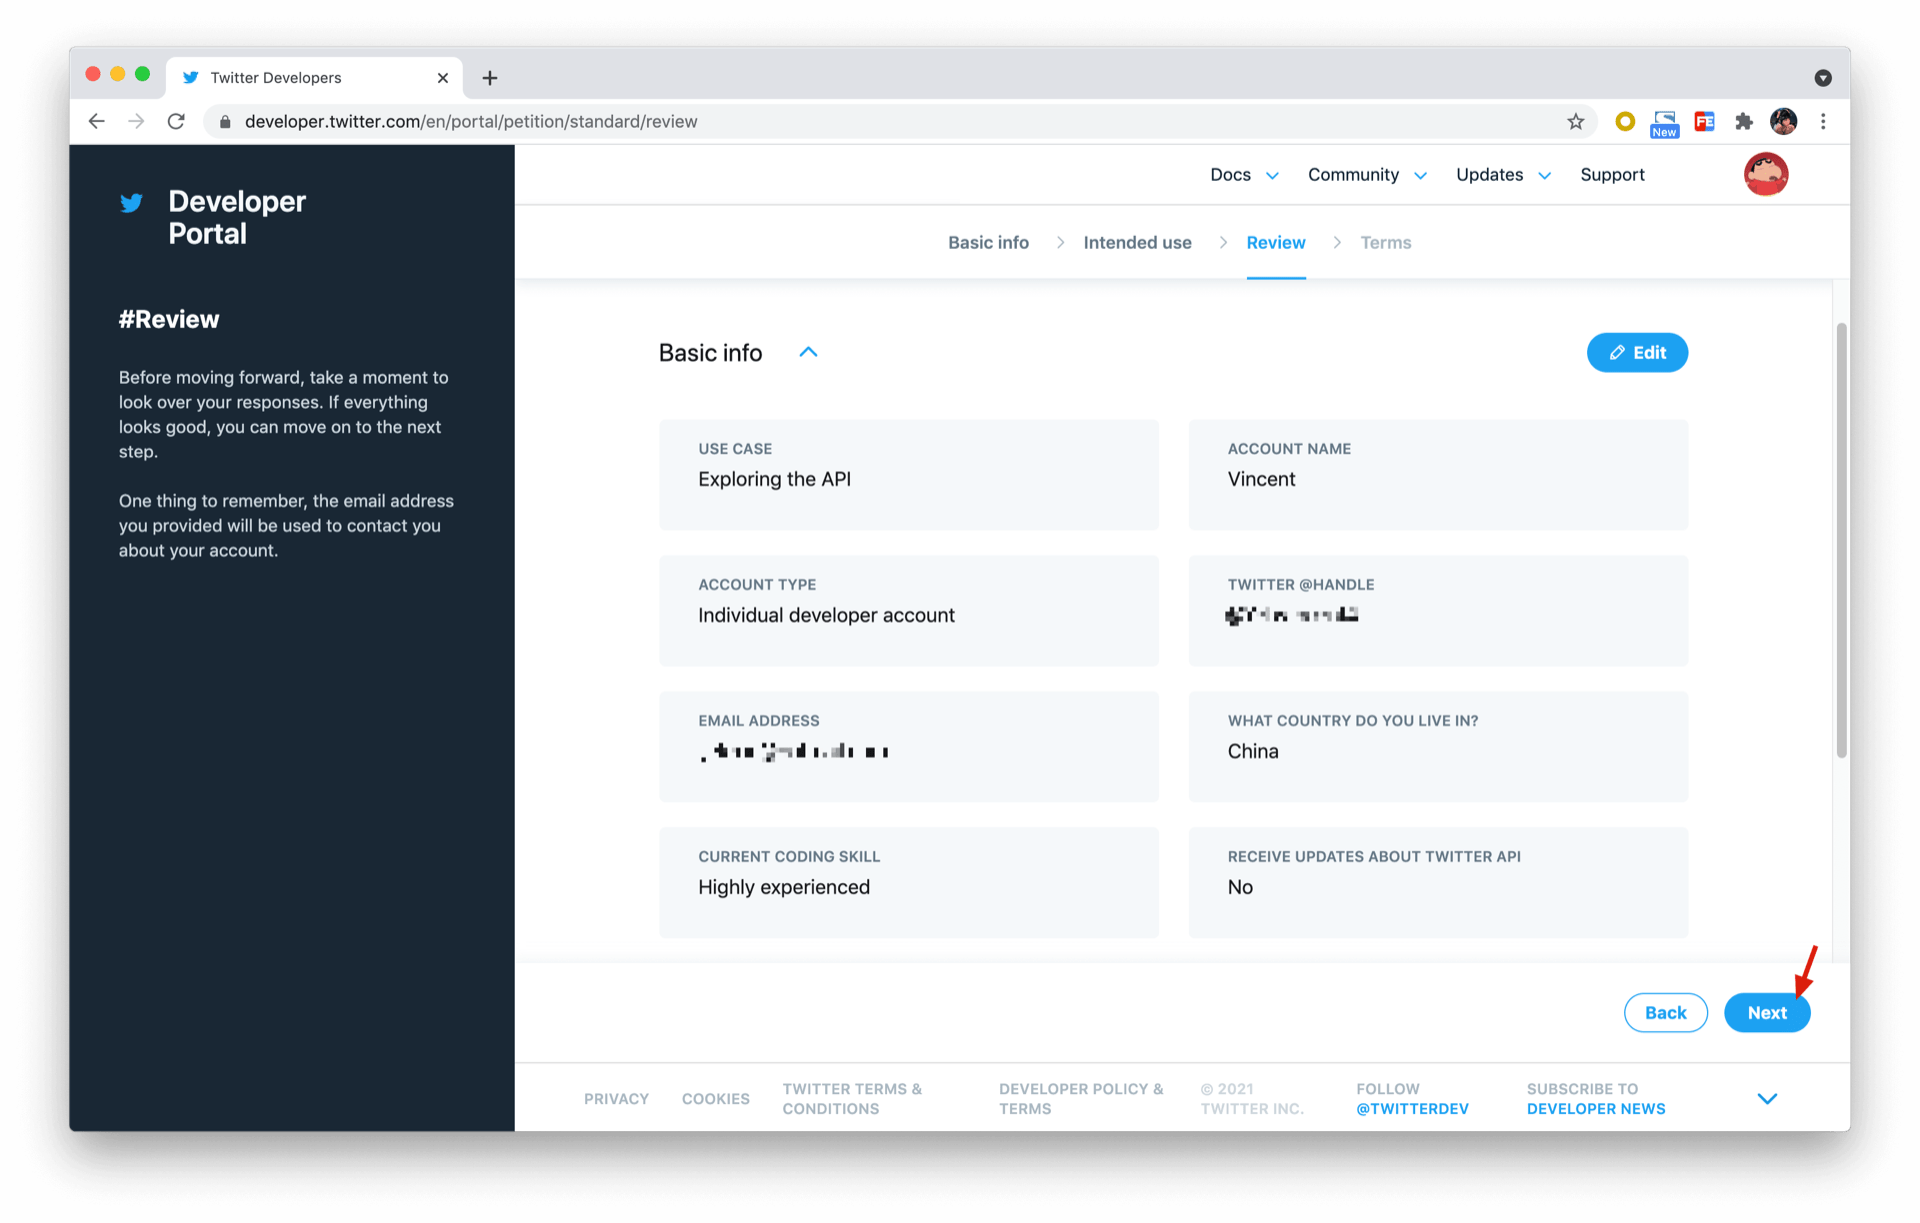 Twitter Developers
developer.twitter.com/en/portal/petition/standard/review
New
FE
Developer
Portal
#Review
Before moving forward, take a moment to
look over your responses. If everything
looks good, you can move on to the next
step.
One thing to remember, the email address
you provided will be used to contact you
about your account.
Docs
Community
Updates
Support
Basic info
Intended use
Review
Terms
Basic info
Edit
USE CASE
Exploring the API
ACCOUNT NAME
Vincent
ACCOUNT TYPE
Individual developer account
TWITTER @HANDLE
EMAIL ADDRESS
WHAT COUNTRY DO YOU LIVE IN?
China
CURRENT CODING SKILL
Highly experienced
RECEIVE UPDATES ABOUT TWITTER API
No
Back
Next
PRIVACY
COOKIES
TWITTER TERMS &
CONDITIONS
DEVELOPER POLICY &
TERMS
© 2021
TWITTER INC.
FOLLOW
@TWITTERDEV
SUBSCRIBE TO
DEVELOPER NEWS